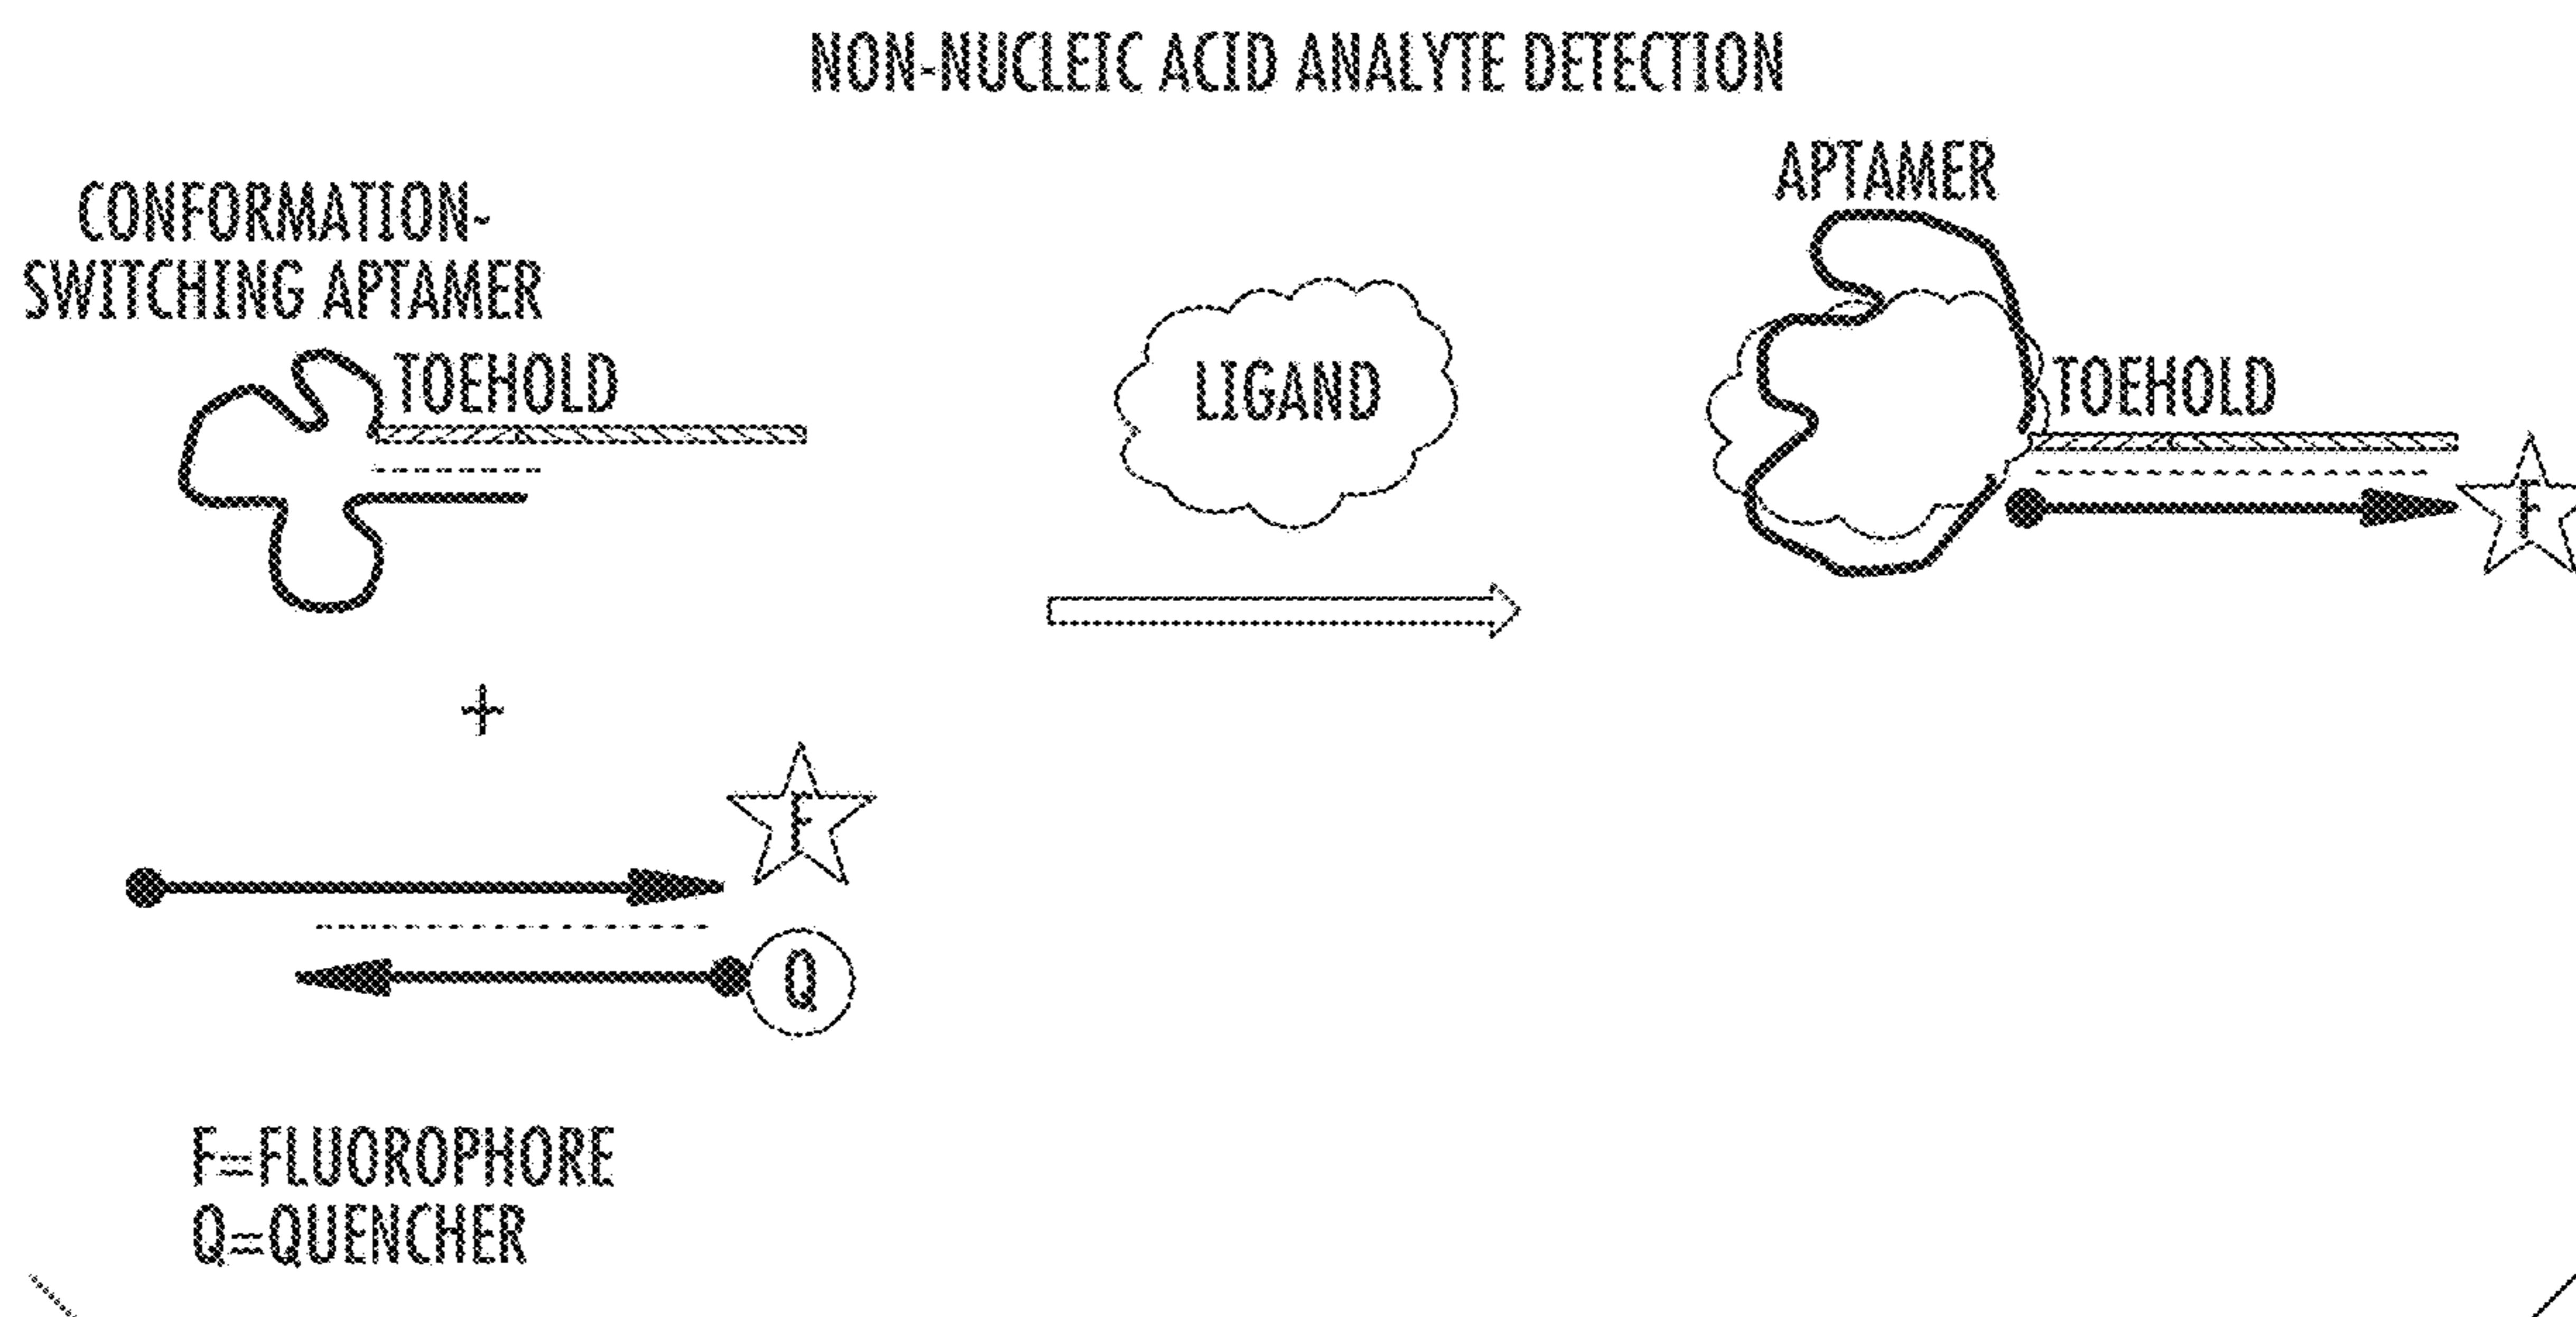 NON-NUCLEIC ACID ANALYTE DETECTION
CONFORMATION-
SWITCHING APTAMER
TOEHOLD
LIGAND
APTAMER
TOEHOLD
F
F
Q
F=FLUOROPHORE
Q=QUENCHER